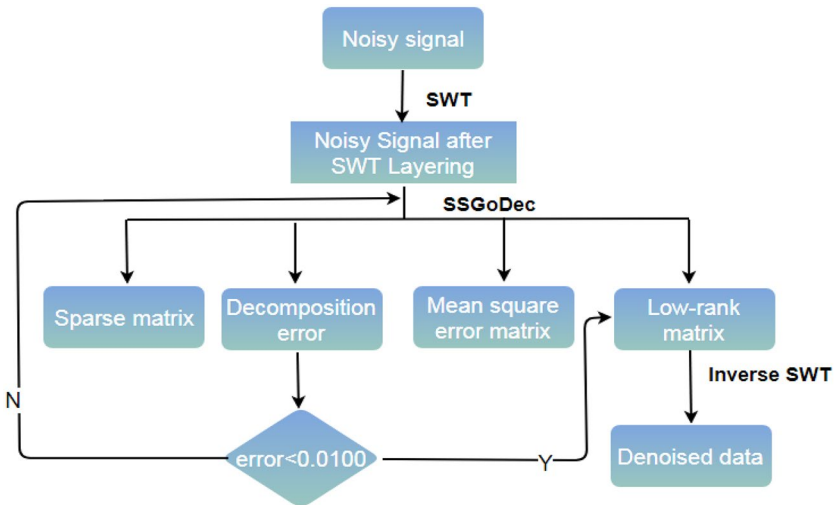 Noisy signal
SWT
Noisy Signal after
SWT Layering
SSGoDec
Sparse matrix
Decomposition
error
Mean square
error matrix
Low-rank
matrix
Inverse SWT
N
error<0.0100
Y
Denoised data